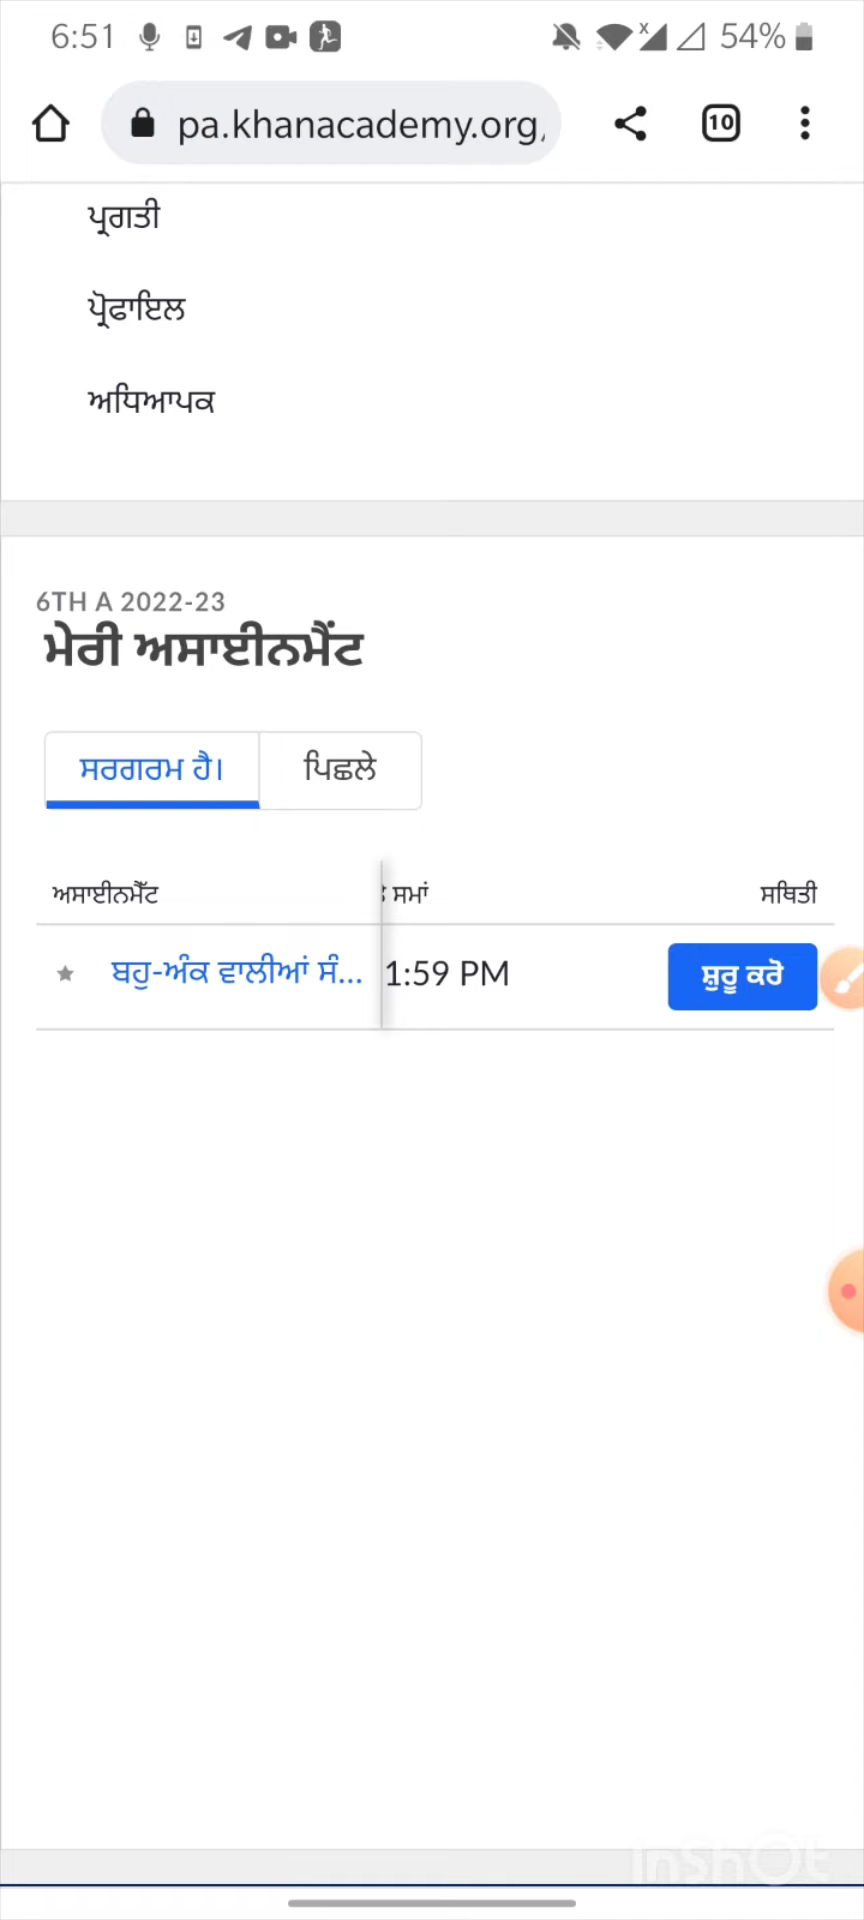 6:51
54%
pa.khanacademy.org,
10
ਪ੍ਰਗਤੀ
ਪ੍ਰੋਫਾਇਲ
ਅਧਿਆਪਕ
6TH A 2022-23
ਮੇਰੀ ਅਸਾਈਨਮੈਂਟ
ਸਰਗਰਮ ਹੈ।
ਪਿਛਲੇ
ਅਸਾਈਨਮੈਂਟ ਸਮਾਂ ਸਥਿਤੀ
ਬਹੁ-ਅੰਕ ਵਾਲੀਆਂ ਸੰ... 1:59 PM ਸ਼ੁਰੂ ਕਰੋ
InShOt